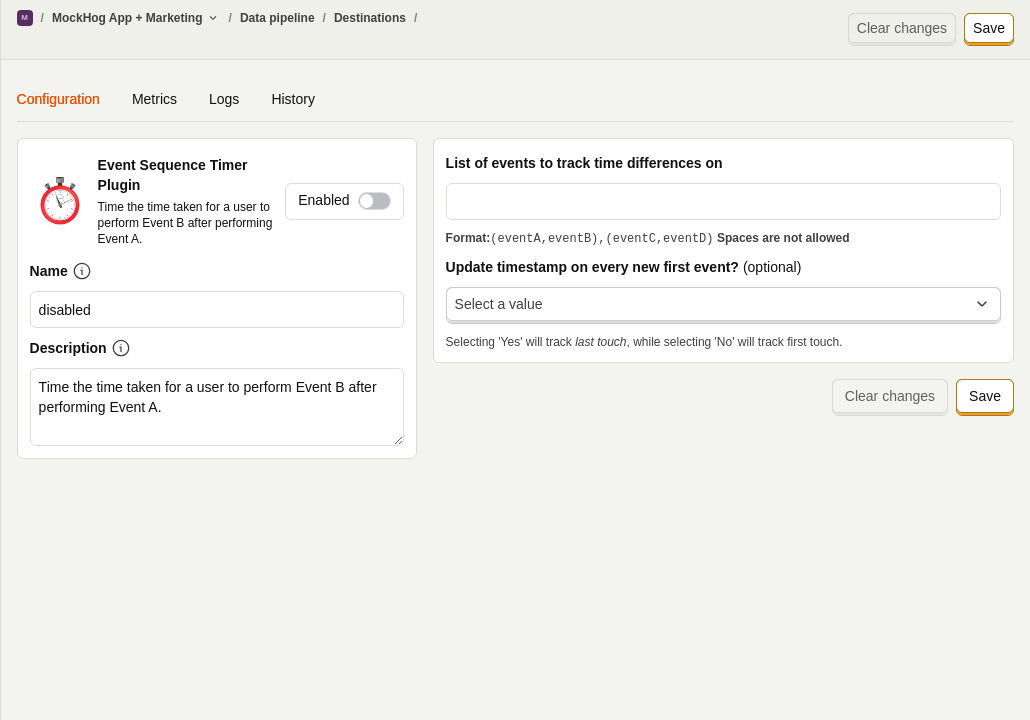 M / MockHog App + Marketing / Data pipeline / Destinations /
Clear changes Save
Configuration Metrics Logs History
Event Sequence Timer
Plugin
Time the time taken for a user to
perform Event B after performing
Event A.
Enabled
Name
disabled
Description
Time the time taken for a user to perform Event B after
performing Event A.
List of events to track time differences on
Format:(eventA,eventB),(eventC,eventD) Spaces are not allowed
Update timestamp on every new first event? (optional)
Select a value
Selecting 'Yes' will track last touch, while selecting 'No' will track first touch.
Clear changes Save